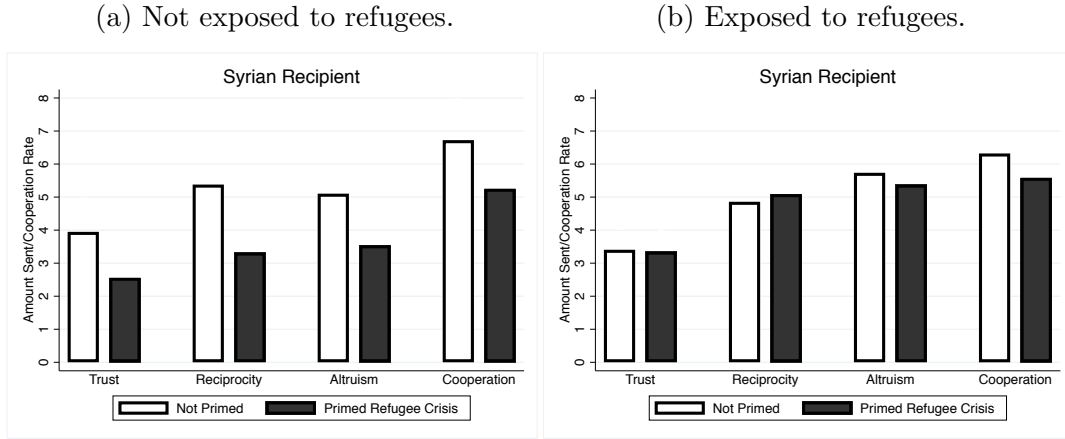 (a) Not exposed to refugees.
Syrian Recipient
Amount Sent/Cooperation Rate
8
7
6
5
4
3
2
1
0
Trust Reciprocity Altruism Cooperation
Not Primed Primed Refugee Crisis
(b) Exposed to refugees.
Syrian Recipient
Amount Sent/Cooperation Rate
8
7
6
5
4
3
2
1
0
Trust Reciprocity Altruism Cooperation
Not Primed Primed Refugee Crisis